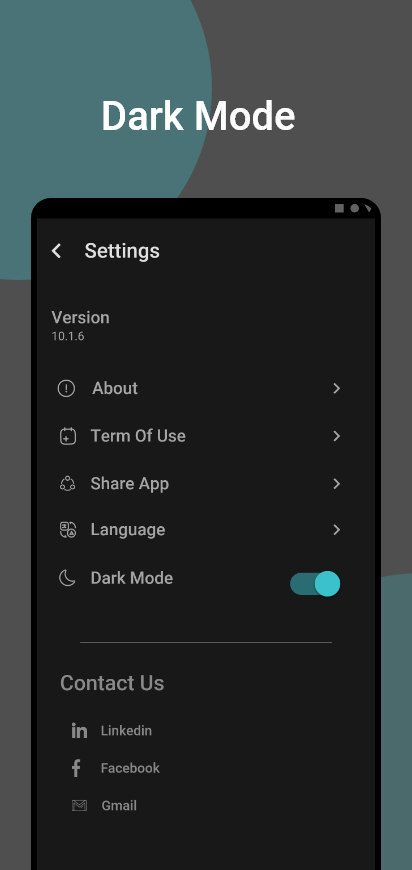 Dark Mode
Settings
Version
10.1.6
About
Term Of Use
Share App
Language
Dark Mode
Contact Us
Linkedin
Facebook
Gmail